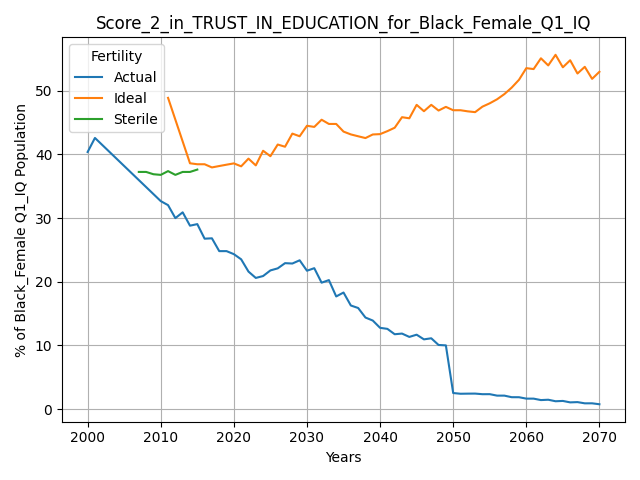 Score_2_in_TRUST_IN_EDUCATION_for_Black_Female_Q1_IQ
Fertility
Actual
Ideal
Sterile
% of Black_Female Q1_IQ Population
50
40
30
20
10
0
2000 2010 2020 2030 2040 2050 2060 2070
Years